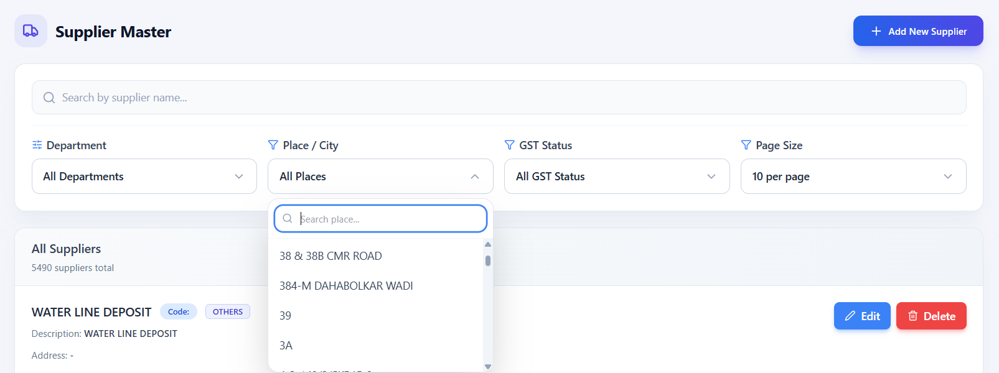 Supplier Master
Add New Supplier
Search by supplier name...
Department
Place / City
GST Status
Page Size
All Departments
All Places
All GST Status
10 per page
Search place...
38 & 38B CMR ROAD
384-M DAHABOLKAR WADI
39
3A
All Suppliers
5490 suppliers total
WATER LINE DEPOSIT Code: OTHERS
Edit Delete
Description: WATER LINE DEPOSIT
Address: -